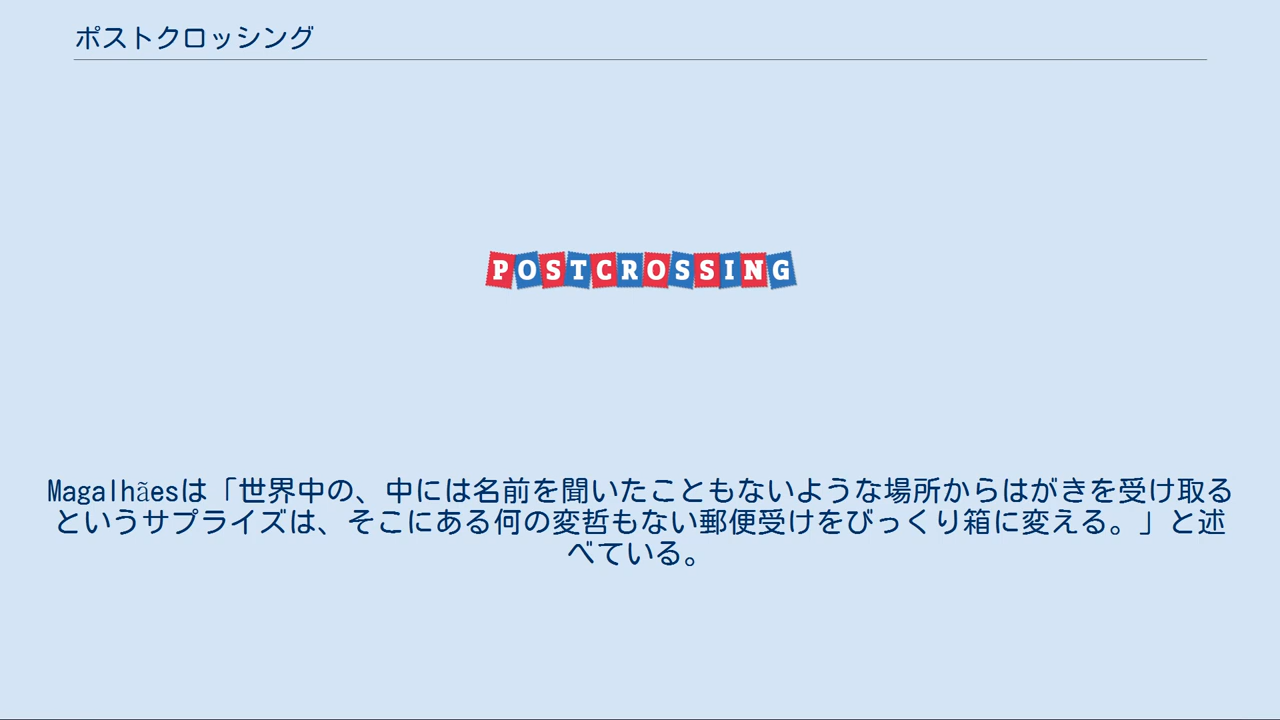 ポストクロッシング
POSTCROSSING
Magalhãesは「世界中の、中には名前を聞いたこともないような場所からはがきを受け取る
というサプライズは、そこにある何の変哲もない郵便受けをびっくり箱に変える。」と述
べている。